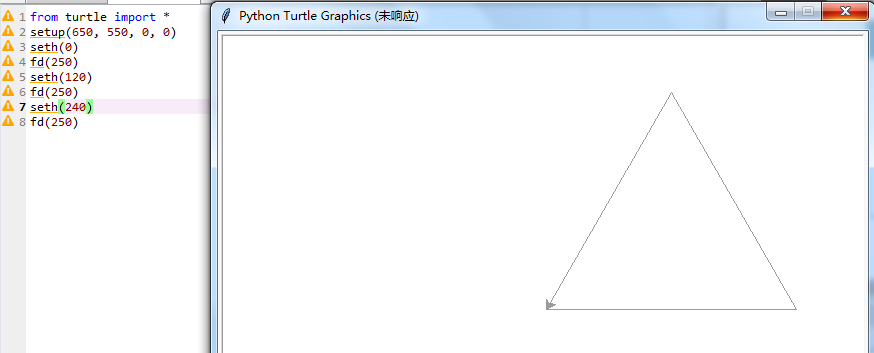 Python Turtle Graphics (未响应)
1 from turtle import *
2 setup(650, 550, 0, 0)
3 seth(0)
4 fd(250)
5 seth(120)
6 fd(250)
7 seth(240)
8 fd(250)